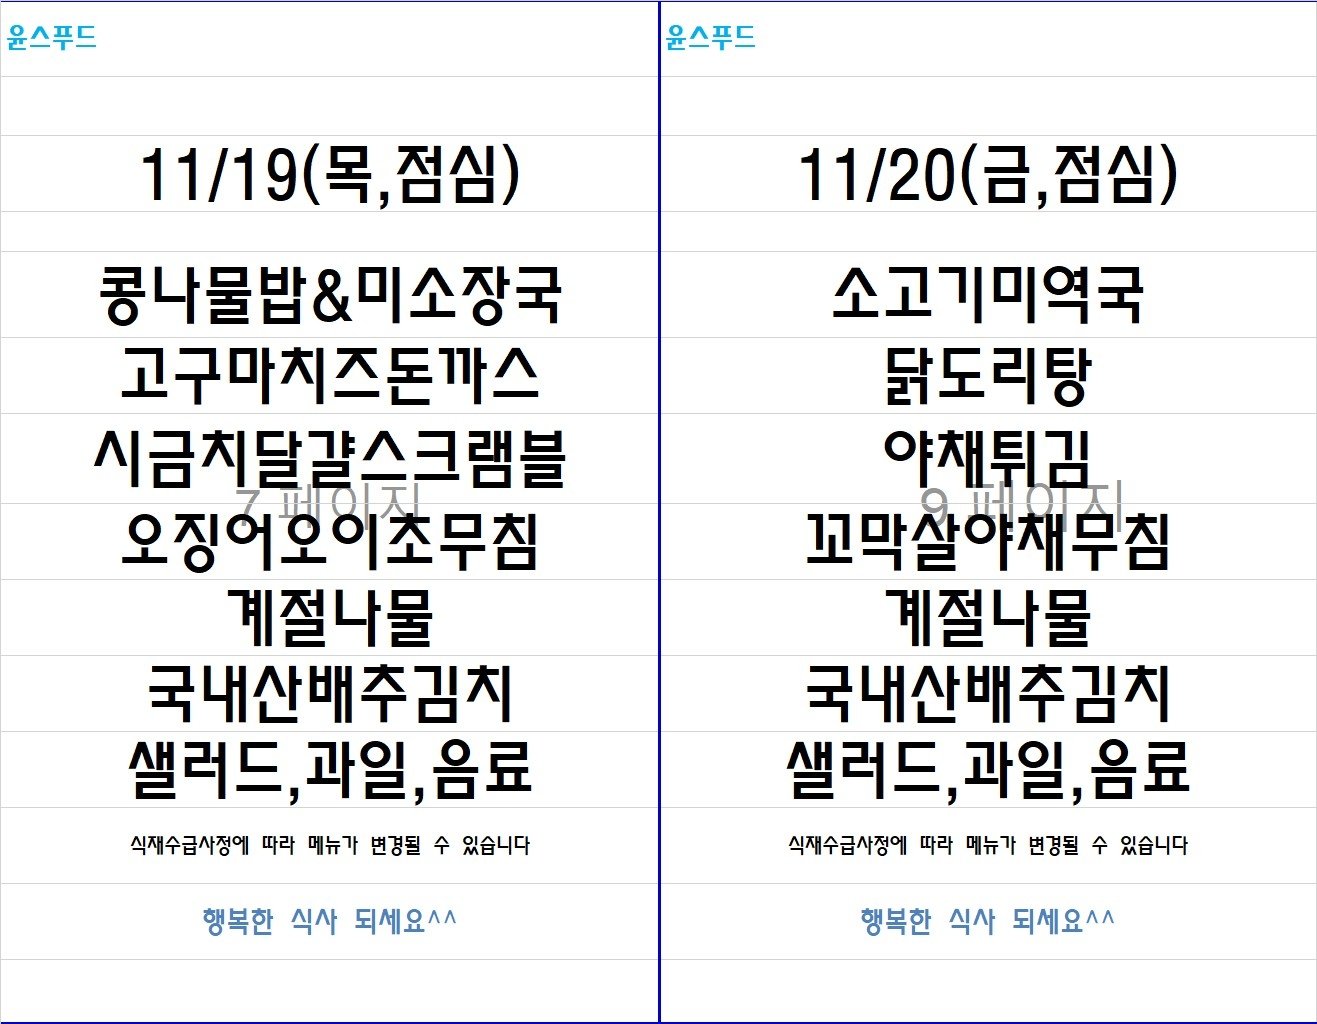 윤스푸드
11/19(목,점심)
콩나물밥&미소장국
고구마치즈돈까스
시금치달걀스크램블
7 페이지
오징어오이초무침
계절나물
국내산배추김치
샐러드,과일,음료
식재수급사정에 따라 메뉴가 변경될 수 있습니다
행복한 식사 되세요^^
윤스푸드
11/20(금,점심)
소고기미역국
닭도리탕
야채튀김
9 페이지
꼬막살야채무침
계절나물
국내산배추김치
샐러드,과일,음료
식재수급사정에 따라 메뉴가 변경될 수 있습니다
행복한 식사 되세요^^